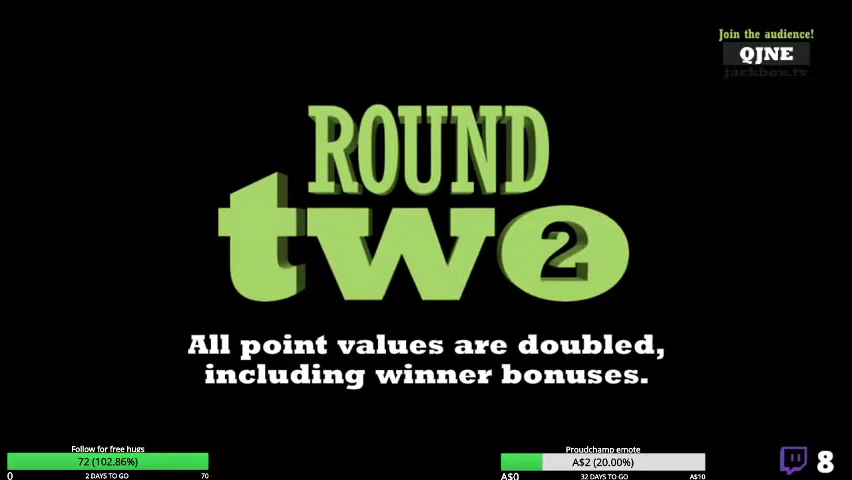 Join the audience!
QJNE
jackbox.tv
ROUND
two
2
All point values are doubled,
including winner bonuses.
Follow for free hugs
72 (102.86%)
0 2 DAYS TO GO 70
Proudchamp emote
A$2 (20.00%)
A$0 32 DAYS TO GO A$10
8